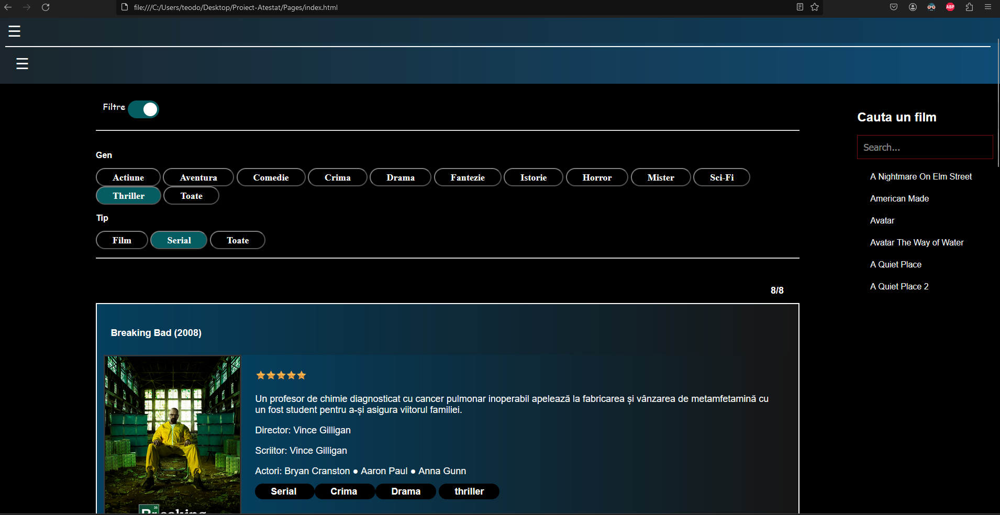 file:///C:/Users/teodo/Desktop/Proiect-Atestat/Pages/index.html
ABP
☰
☰
Filtre
Gen
Actiune Aventura Comedie Crima Drama Fantezie Istorie Horror Mister Sci-Fi
Thriller Toate
Tip
Film Serial Toate
8/8
Breaking Bad (2008)
Un profesor de chimie diagnosticat cu cancer pulmonar inoperabil apelează la fabricarea și vânzarea de metamfetamină cu
un fost student pentru a-și asigura viitorul familiei.
Director: Vince Gilligan
Scriitor: Vince Gilligan
Actori: Bryan Cranston ● Aaron Paul ● Anna Gunn
Serial Crima Drama thriller
35
Br eaking
Cauta un film
Search...
A Nightmare On Elm Street
American Made
Avatar
Avatar The Way of Water
A Quiet Place
A Quiet Place 2